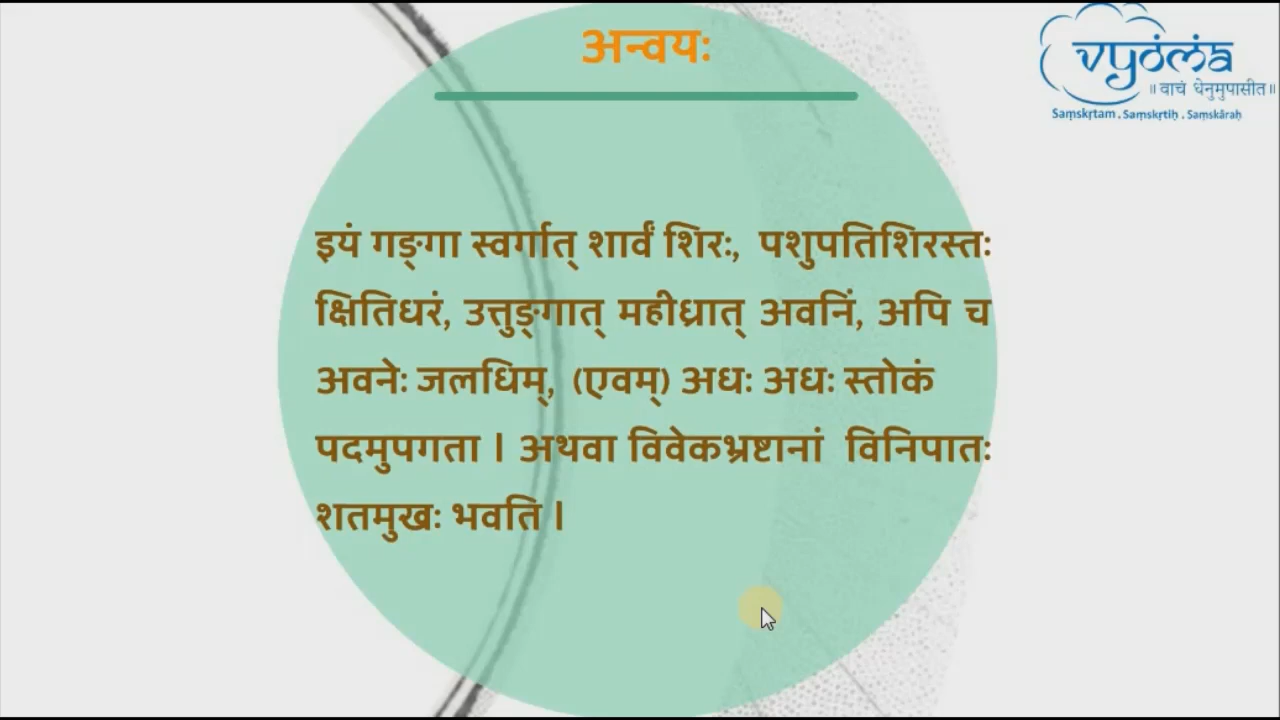 अन्वयः
vyoma
॥ वाचं धेनुमुपासीत॥
Saṃskṛtam . Saṃskṛtiḥ . Saṃskāraḥ
इयं गङ्गा स्वर्गात् शार्वं शिरः, पशुपतिशिरस्तः
क्षितिधरं, उत्तुङ्गात् महीध्रात् अवनिं, अपि च
अवनेः जलधिम्, (एवम्) अधः अधः स्तोकं
पदमुपगता । अथवा विवेकभ्रष्टानां विनिपातः
शतमुखः भवति ।